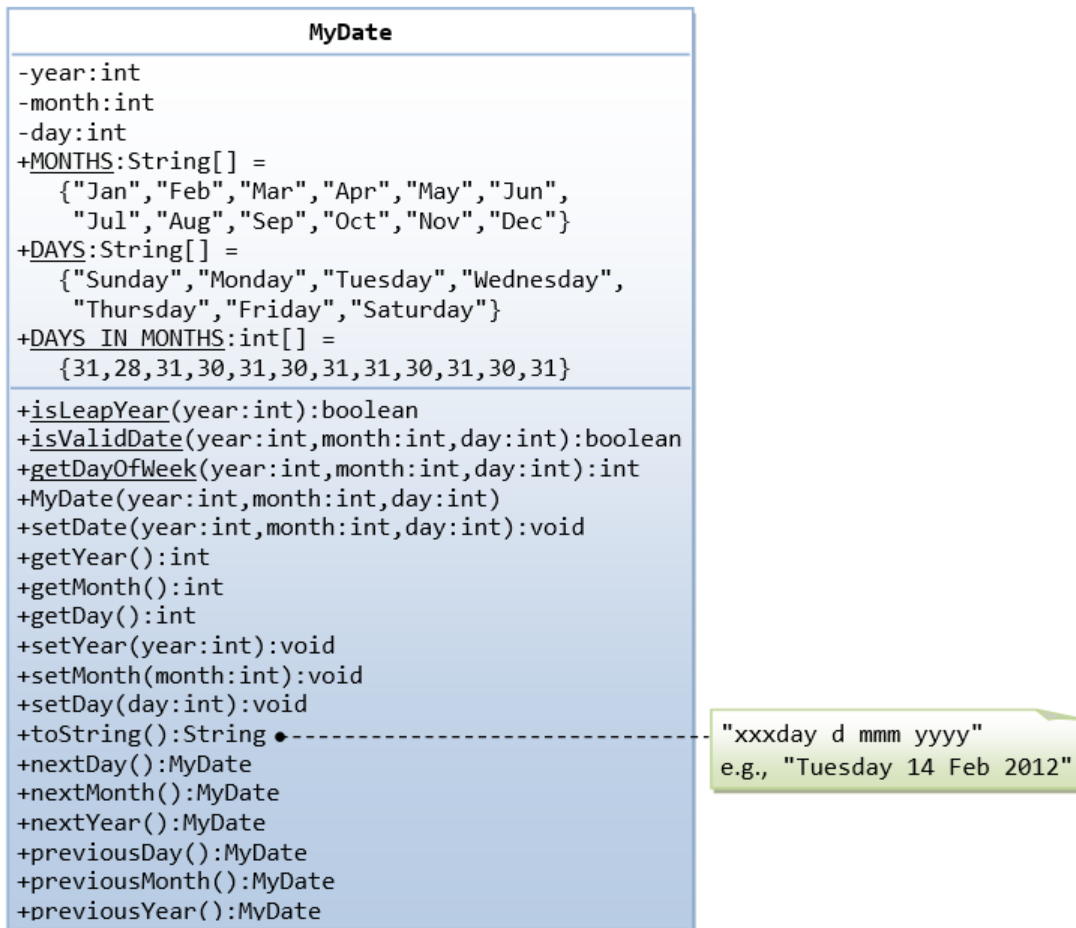 MyDate
-year:int
-month:int
-day:int
+MONTHS:String[] =
{"Jan","Feb","Mar","Apr","May","Jun",
"Jul","Aug","Sep","Oct","Nov","Dec"}
+DAYS:String[] =
{"Sunday","Monday","Tuesday","Wednesday",
"Thursday","Friday","Saturday"}
+DAYS_IN_MONTHS:int[] =
{31,28,31,30,31,30,31,31,30,31,30,31}
+isLeapYear(year:int):boolean
+isValidDate(year:int,month:int,day:int):boolean
+getDayOfWeek(year:int,month:int,day:int):int
+MyDate(year:int,month:int,day:int)
+setDate(year:int,month:int,day:int):void
+getYear():int
+getMonth():int
+getDay():int
+setYear(year:int):void
+setMonth(month:int):void
+setDay(day:int):void
+toString():String
"xxxday d mmm yyyy"
e.g., "Tuesday 14 Feb 2012"
+nextDay():MyDate
+nextMonth():MyDate
+nextYear():MyDate
+previousDay():MyDate
+previousMonth():MyDate
+previousYear():MyDate